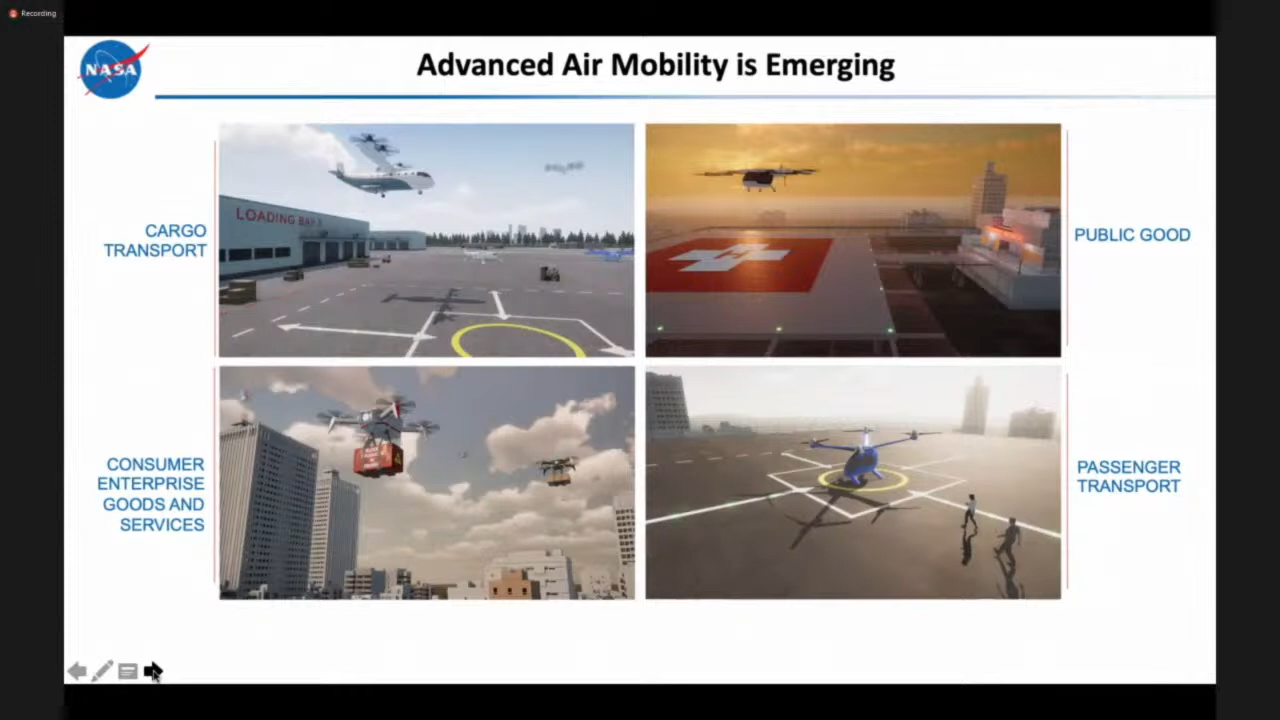 Recording
NASA
Advanced Air Mobility is Emerging
CARGO
TRANSPORT
LOADING BAY
PUBLIC GOOD
CONSUMER
ENTERPRISE
GOODS AND
SERVICES
PASSENGER
TRANSPORT